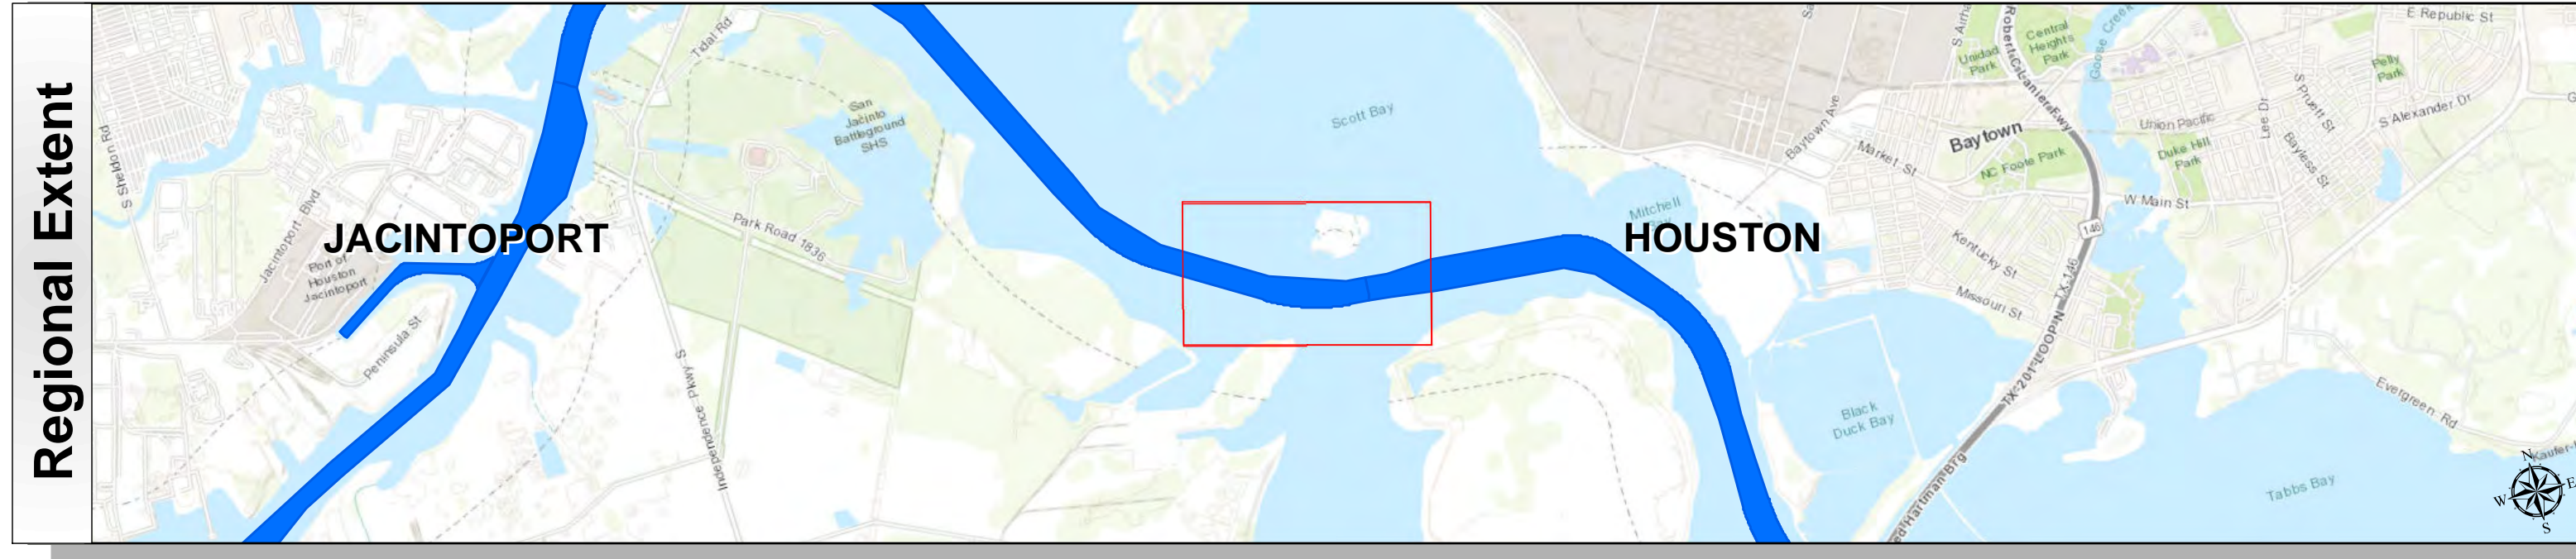 Regional Extent
S Sheldon Rd
Jacintoport Blvd
JACINTOPORT
Port of
Houston
Jacintoport
Peninsula St
Tidal Rd
San
Jacinto
Battleground
SHS
Park Road 1836
Independence Pkwy S
Scott Bay
Mitchell
HOUSTON
Baytown Ave
Market St
Baytown
NC Foote Park
Unidad
Park
Central
Heights
Park
Goose Creek
E Republic St
Pelly
Park
S Pruett St
S Alexander Dr
Lee Dr
Union Pacific
Bayless St
Duke Hill
Park
W Main St
146
Kentucky St
Missouri St
Black
Duck Bay
Evergreen Rd
Tabbs Bay
N
W
E
S